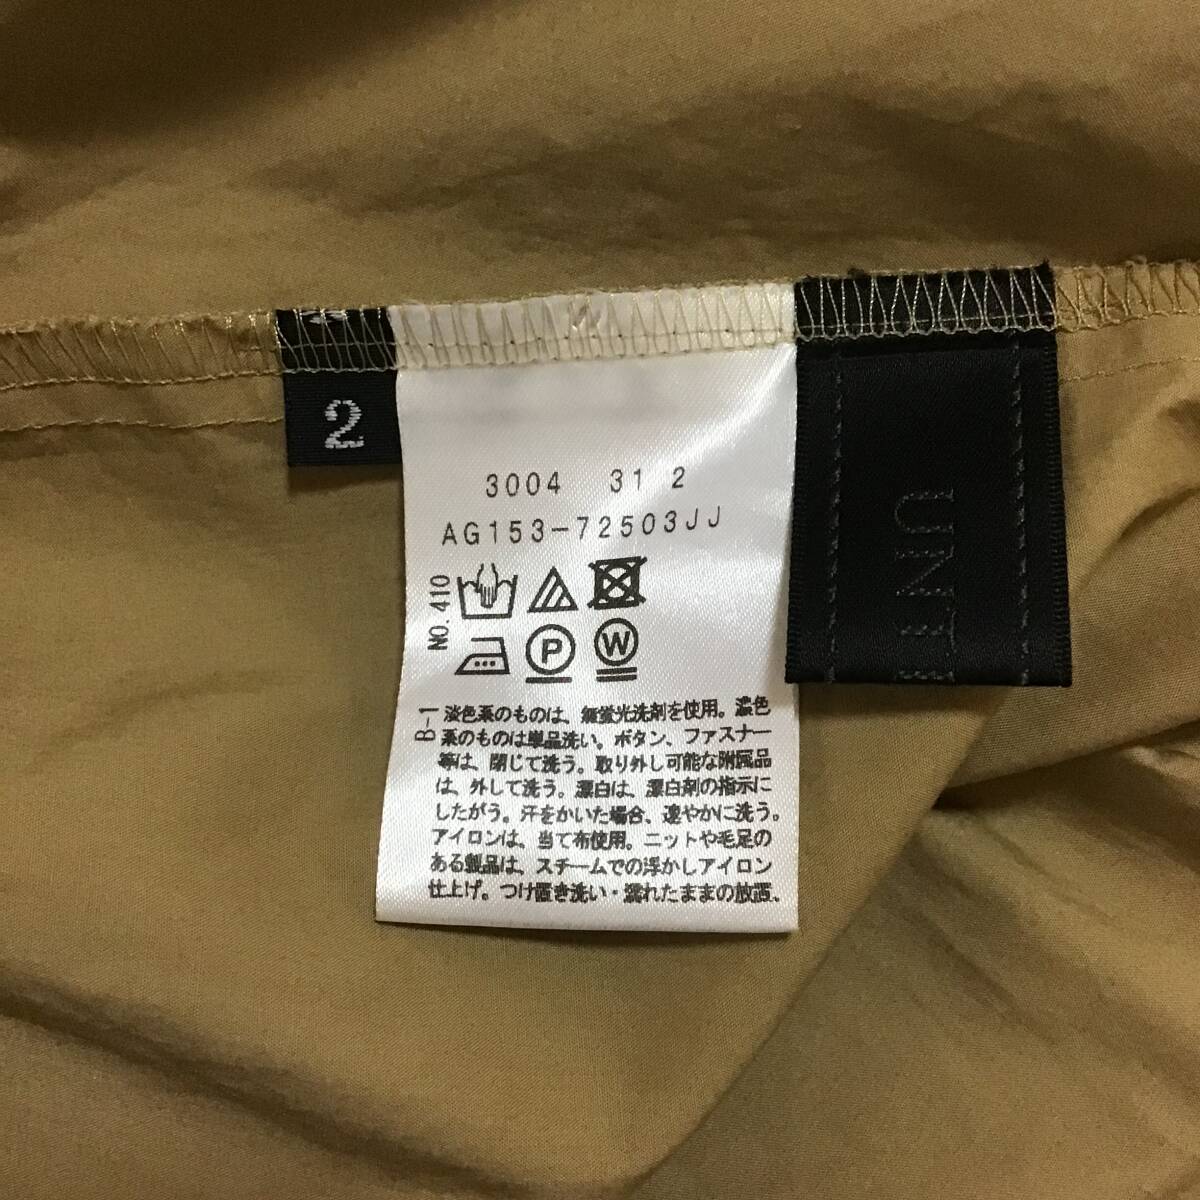 2
3004 31 2
AG153-72503JJ
NO. 410
P
W
B-1
淡色系のものは、無蛍光洗剤を使用。濃色
系のものは単品洗い。ボタン、ファスナー
等は、閉じて洗う。取り外し可能な附属品
は、外して洗う。漂白は、漂白剤の指示に
したがう。汗をかいた場合、速やかに洗う。
アイロンは、当て布使用。ニットや毛足の
ある製品は、スチームでの浮かしアイロン
仕上げ。つけ置き洗い・濡れたままの放置、